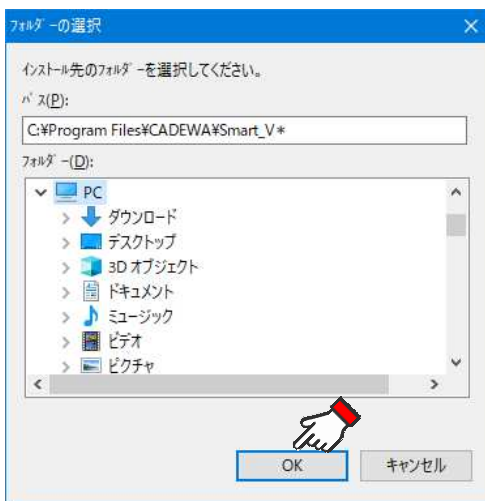 フォルダーの選択
インストール先のフォルダーを選択してください。
パス(P):
C:¥Program Files¥CADEWA¥Smart_V*
フォルダー(D):
PC
ダウンロード
デスクトップ
3D オブジェクト
ドキュメント
ミュージック
ビデオ
ピクチャ
OK
キャンセル